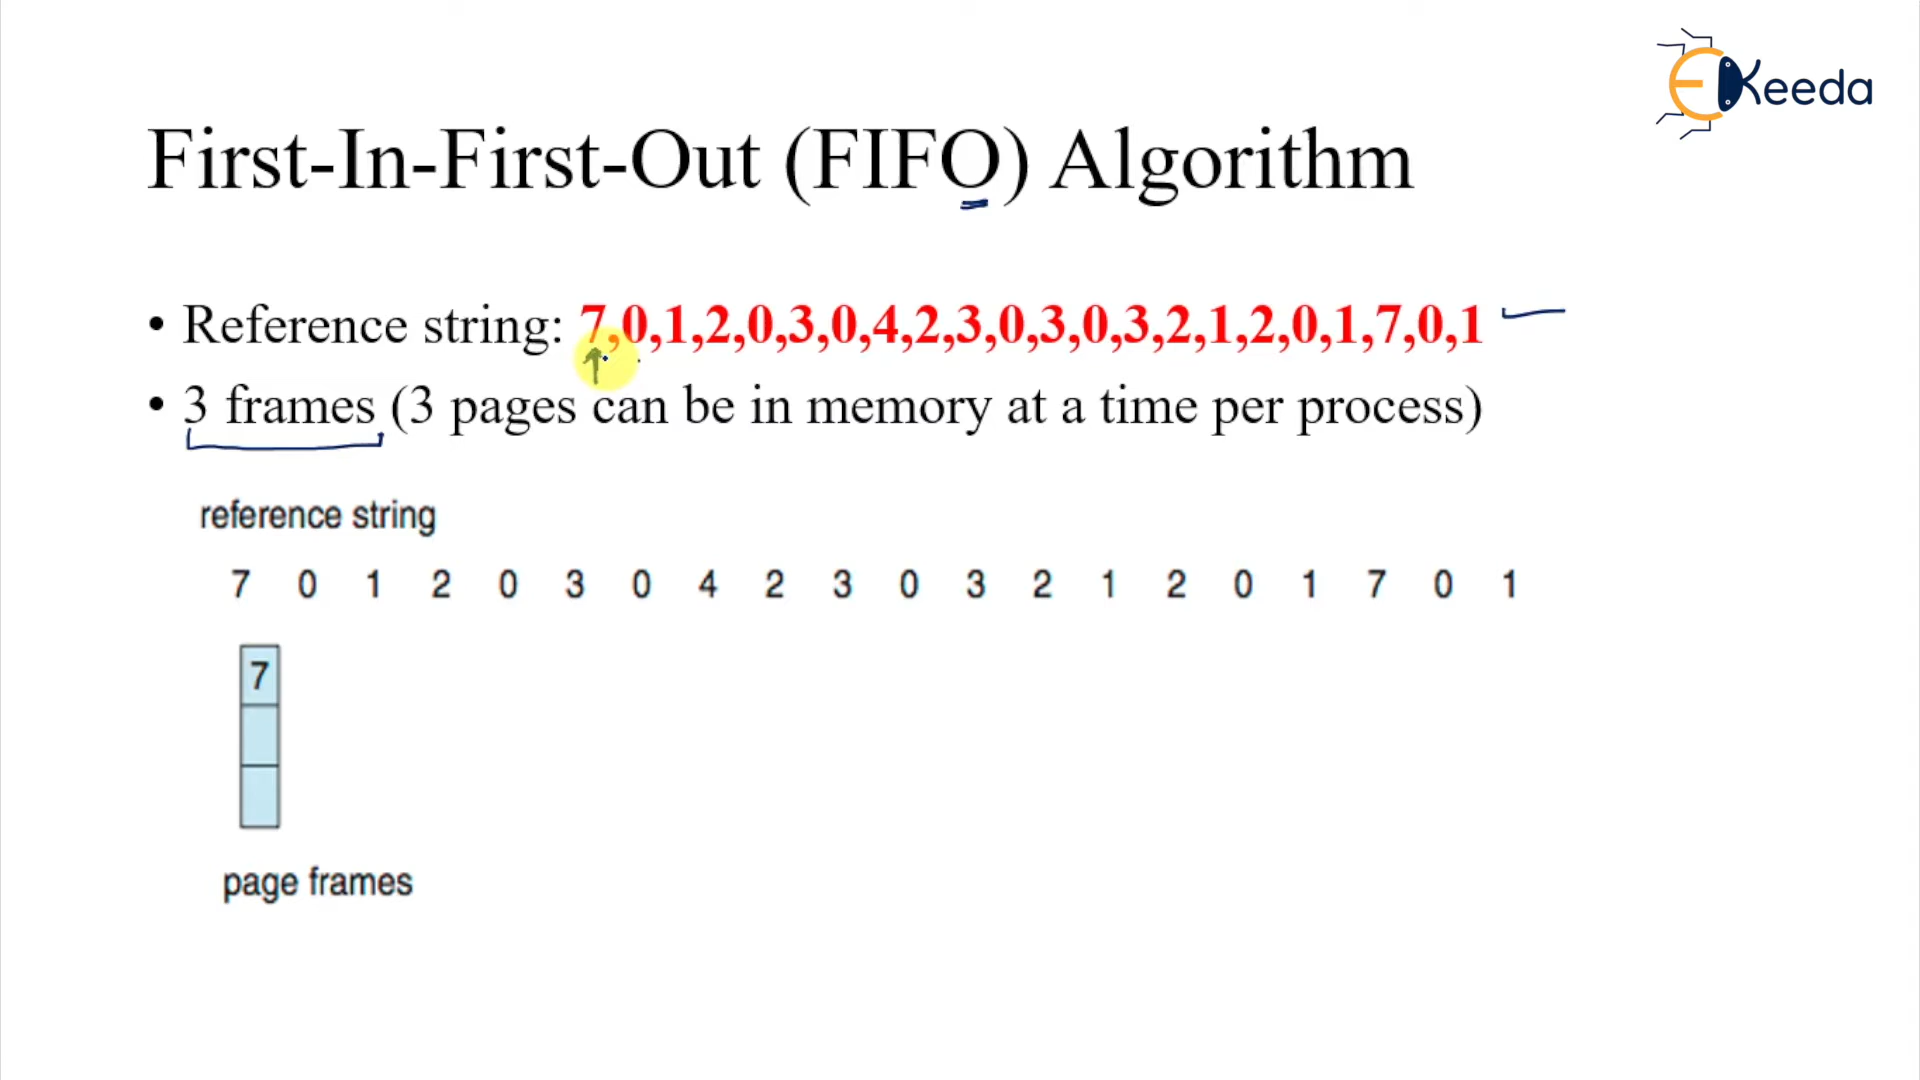 EKeeda
First-In-First-Out (FIFO) Algorithm
• Reference string: 7,0,1,2,0,3,0,4,2,3,0,3,0,3,2,1,2,0,1,7,0,1
• 3 frames (3 pages can be in memory at a time per process)
reference string
7 0 1 2 0 3 0 4 2 3 0 3 2 1 2 0 1 7 0 1
7
page frames